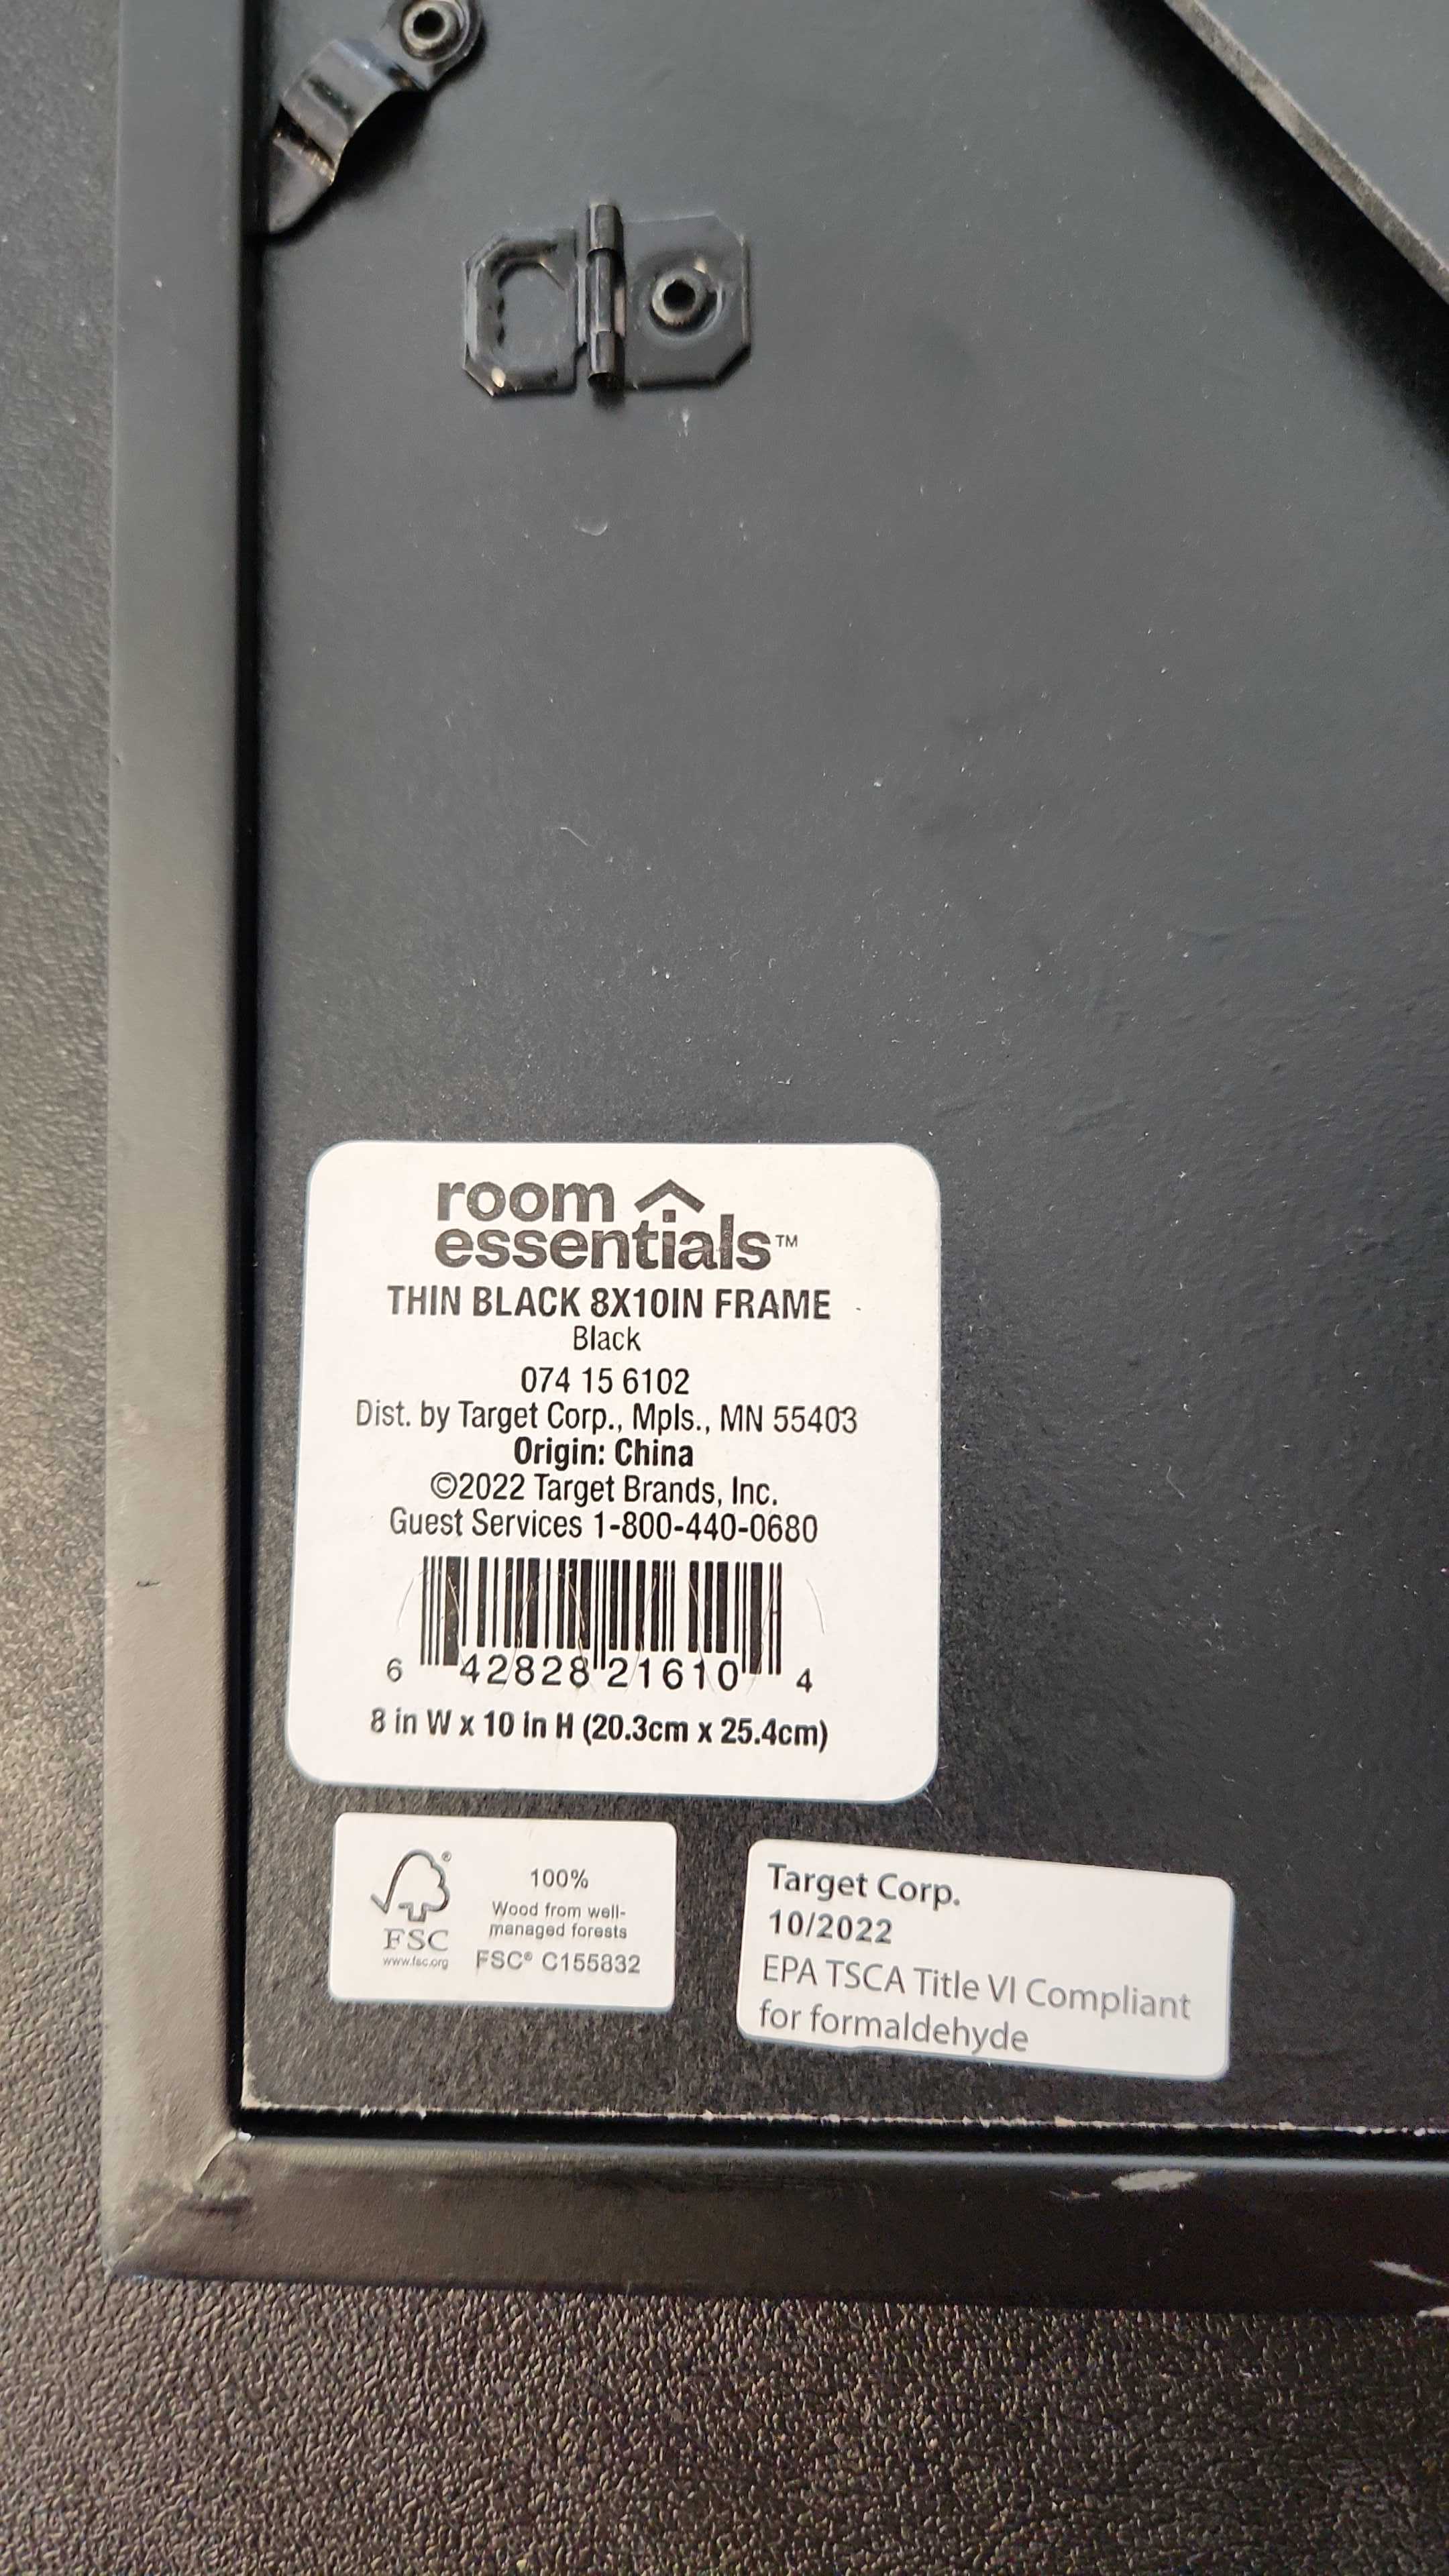 room
essentials™
THIN BLACK 8X10IN FRAME
Black
074 15 6102
Dist. by Target Corp., Mpls., MN 55403
Origin: China
©2022 Target Brands, Inc.
Guest Services 1-800-440-0680
6 42828 21610 4
8 in W x 10 in H (20.3cm x 25.4cm)
®
FSC
www.fsc.org
100%
Wood from well-
managed forests
FSC® C155832
Target Corp.
10/2022
EPA TSCA Title VI Compliant
for formaldehyde